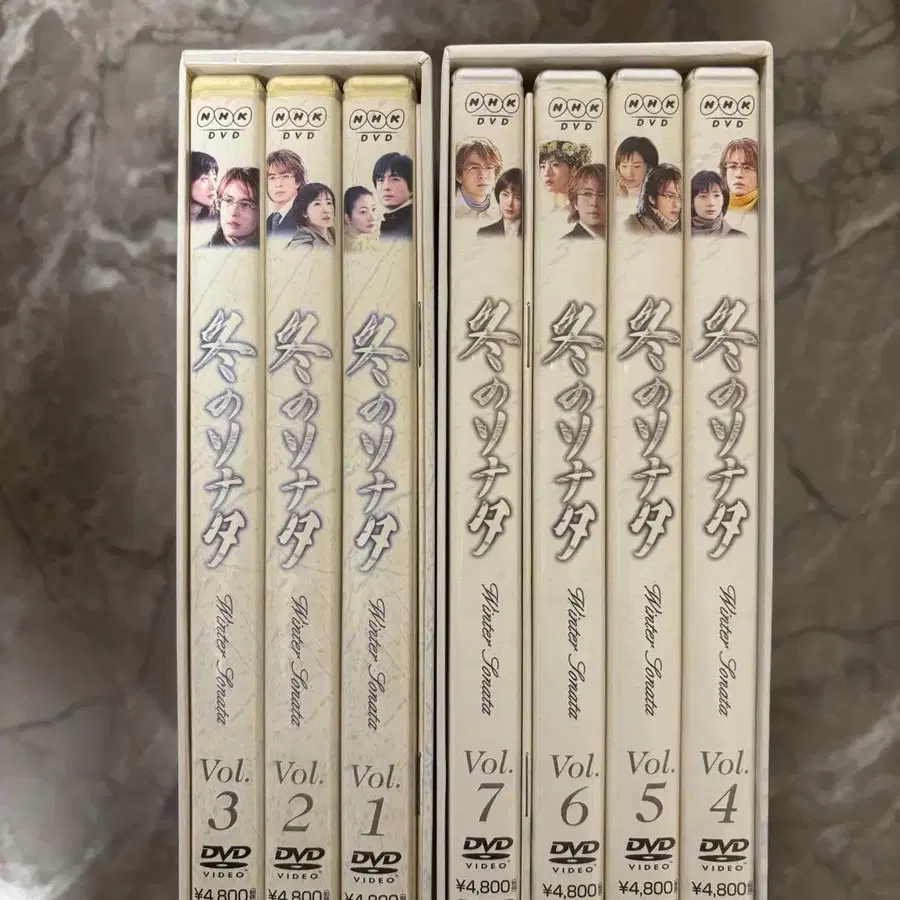 NHK
DVD
冬のソナタ
Winter Sonata
Vol.
3
DVD
VIDEO
¥4,800
NHK
DVD
冬のソナタ
Winter Sonata
Vol.
2
DVD
VIDEO
¥4,800
NHK
DVD
冬のソナタ
Winter Sonata
Vol.
1
DVD
VIDEO
¥4,800
NHK
DVD
冬のソナタ
Winter Sonata
Vol.
7
DVD
VIDEO
¥4,800
NHK
DVD
冬のソナタ
Winter Sonata
Vol.
6
DVD
VIDEO
¥4,800
NHK
DVD
冬のソナタ
Winter Sonata
Vol.
5
DVD
VIDEO
¥4,800
NHK
DVD
冬のソナタ
Winter Sonata
Vol.
4
DVD
VIDEO
¥4,800